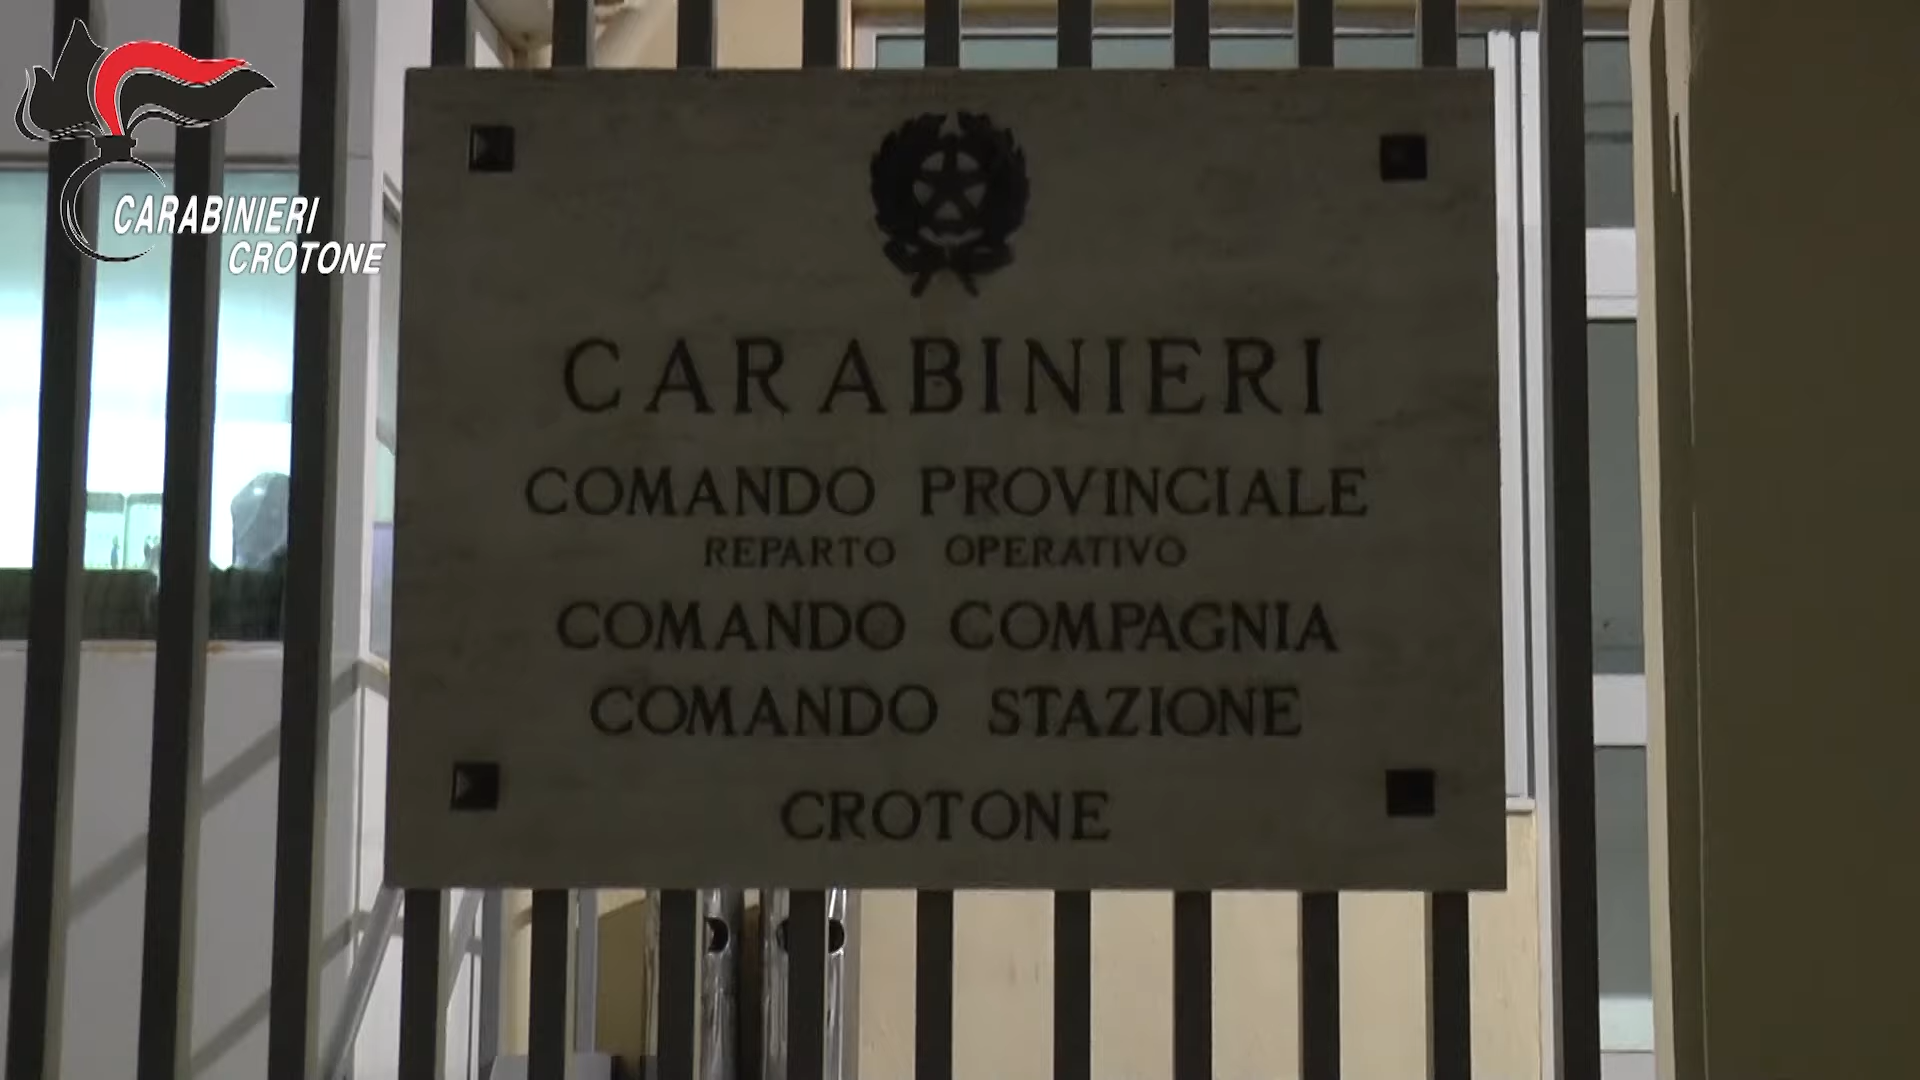 CARABINIERI
CROTONE
CARABINIERI
COMANDO PROVINCIALE
REPARTO OPERATIVO
COMANDO COMPAGNIA
COMANDO STAZIONE
CROTONE